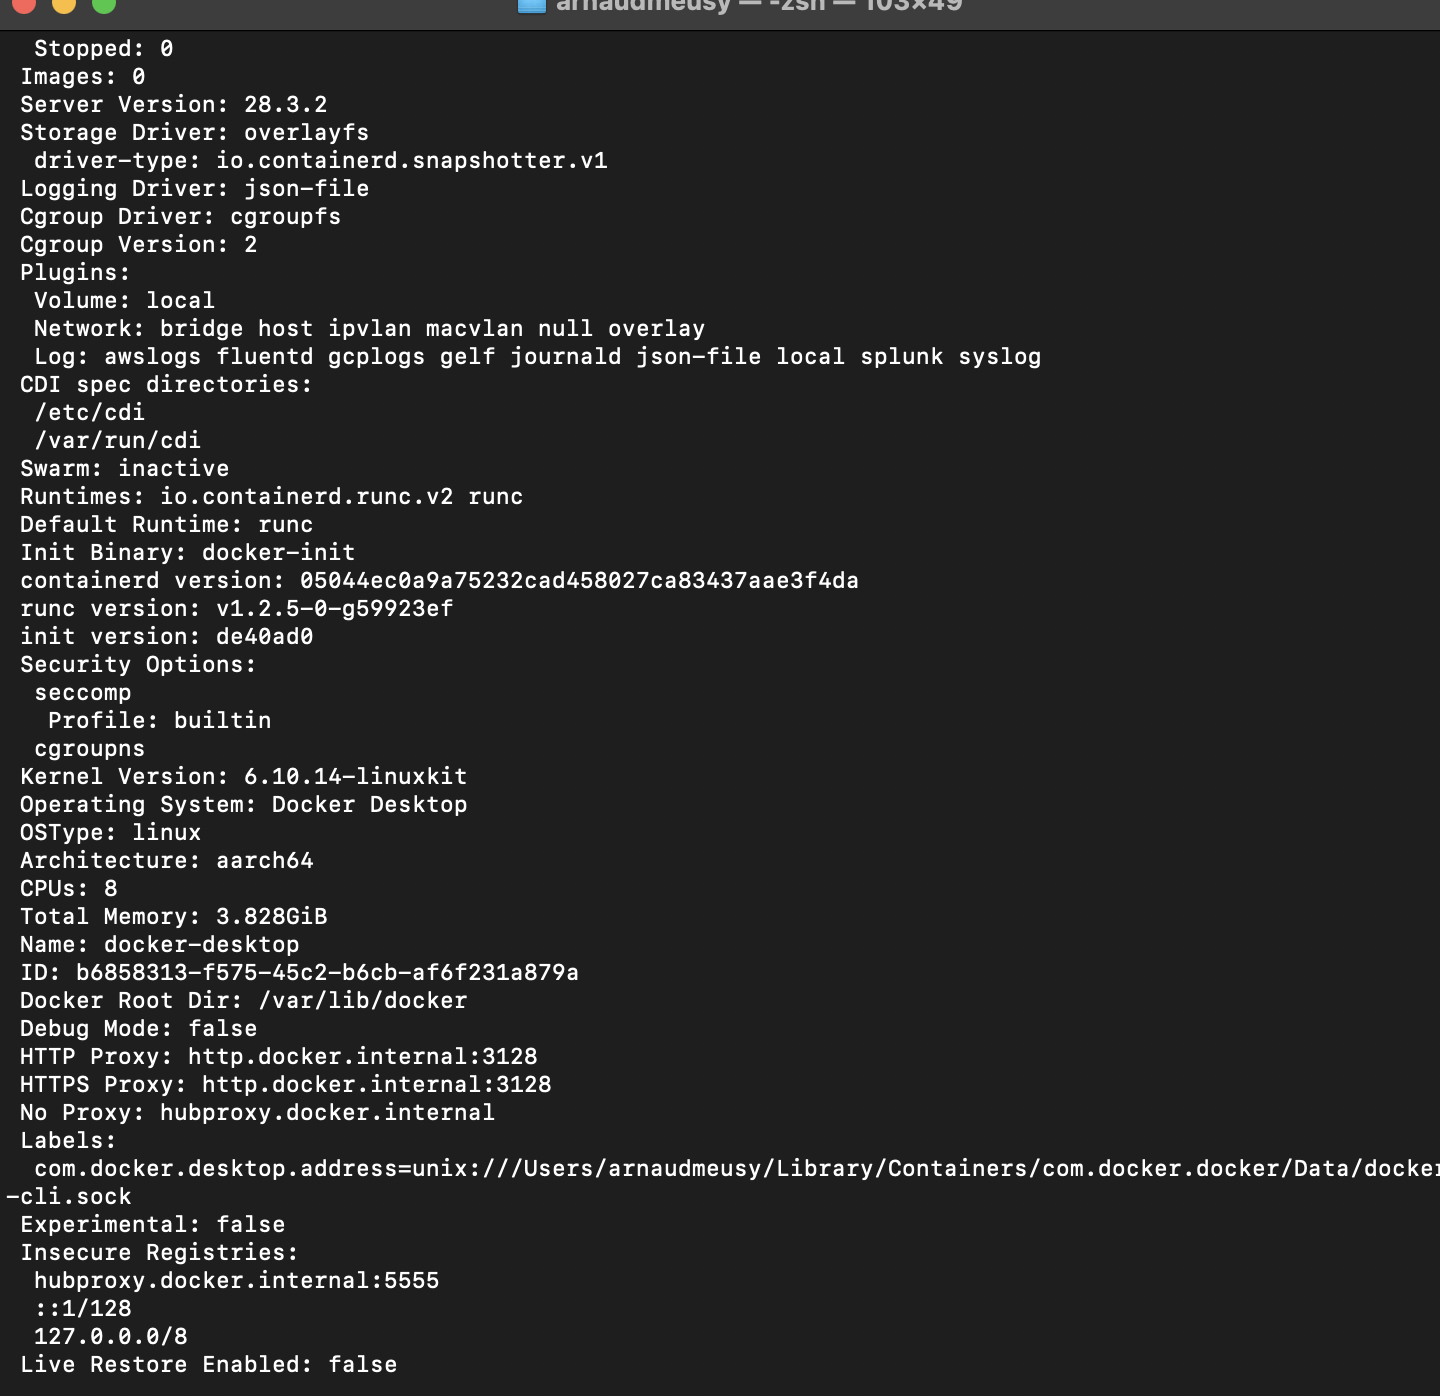 arnaudmeusy — -zsh — 103×49
Stopped: 0
Images: 0
Server Version: 28.3.2
Storage Driver: overlayfs
driver-type: io.containerd.snapshotter.v1
Logging Driver: json-file
Cgroup Driver: cgroupfs
Cgroup Version: 2
Plugins:
Volume: local
Network: bridge host ipvlan macvlan null overlay
Log: awslogs fluentd gcplogs gelf journald json-file local splunk syslog
CDI spec directories:
/etc/cdi
/var/run/cdi
Swarm: inactive
Runtimes: io.containerd.runc.v2 runc
Default Runtime: runc
Init Binary: docker-init
containerd version: 05044ec0a9a75232cad458027ca83437aae3f4da
runc version: v1.2.5-0-g59923ef
init version: de40ad0
Security Options:
seccomp
Profile: builtin
cgroupns
Kernel Version: 6.10.14-linuxkit
Operating System: Docker Desktop
OSType: linux
Architecture: aarch64
CPUs: 8
Total Memory: 3.828GiB
Name: docker-desktop
ID: b6858313-f575-45c2-b6cb-af6f231a879a
Docker Root Dir: /var/lib/docker
Debug Mode: false
HTTP Proxy: http.docker.internal:3128
HTTPS Proxy: http.docker.internal:3128
No Proxy: hubproxy.docker.internal
Labels:
com.docker.desktop.address=unix:///Users/arnaudmeusy/Library/Containers/com.docker.docker/Data/docker
-cli.sock
Experimental: false
Insecure Registries:
hubproxy.docker.internal:5555
::1/128
127.0.0.0/8
Live Restore Enabled: false